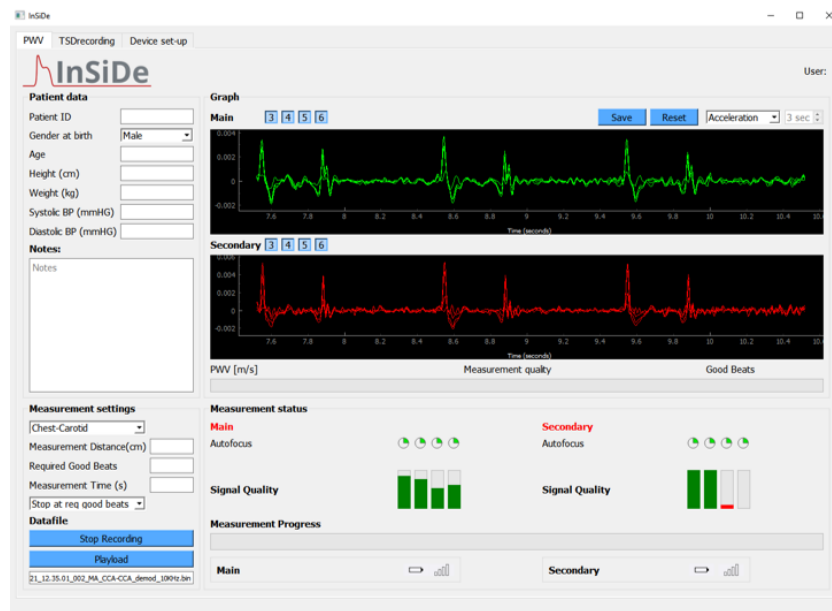 InSiDe
PWV TSDrecording Device set-up
InSiDe
User:
Patient data
Patient ID
Gender at birth Male
Age
Height (cm)
Weight (kg)
Systolic BP (mmHG)
Diastolic BP (mmHG)
Notes:
Notes
Graph
Main 3 4 5 6 Save Reset Acceleration 3 sec
0.004
0.002
0
-0.002
7.6 7.8 8 8.2 8.4 8.6 8.8 9 9.2 9.4 9.6 9.8 10 10.2 10.4 10.6
Time (seconds)
Secondary 3 4 5 6
0.006
0.004
0.002
0
-0.002
7.6 7.8 8 8.2 8.4 8.6 8.8 9 9.2 9.4 9.6 9.8 10 10.2 10.4 10.6
Time (seconds)
PWV [m/s] Measurement quality Good Beats
Measurement settings
Chest-Carotid
Measurement Distance(cm)
Required Good Beats
Measurement Time (s)
Stop at req good beats
Datafile
Stop Recording
Playload
21_12.35.01_002_MA_CCA-CCA_demod_10KHz.bin
Measurement status
Main Secondary
Autofocus Autofocus
Signal Quality Signal Quality
Measurement Progress
Main Secondary